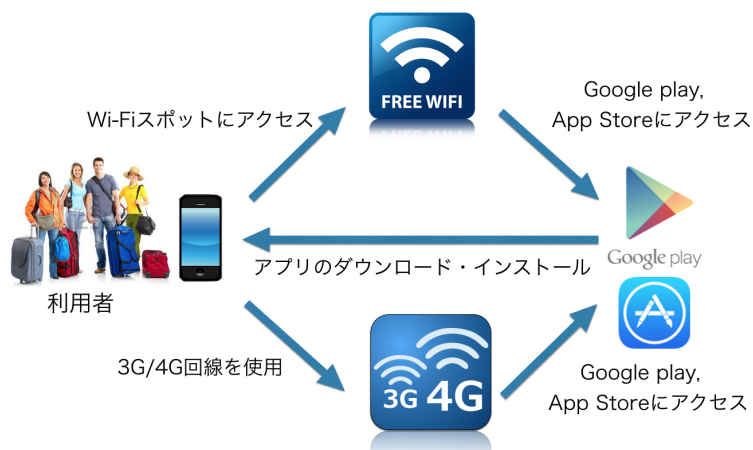 FREE WIFI
Google play,
App Storeにアクセス
Wi-Fiスポットにアクセス
Google play
アプリのダウンロード・インストール
利用者
3G/4G回線を使用
3G 4G
Google play,
App Storeにアクセス